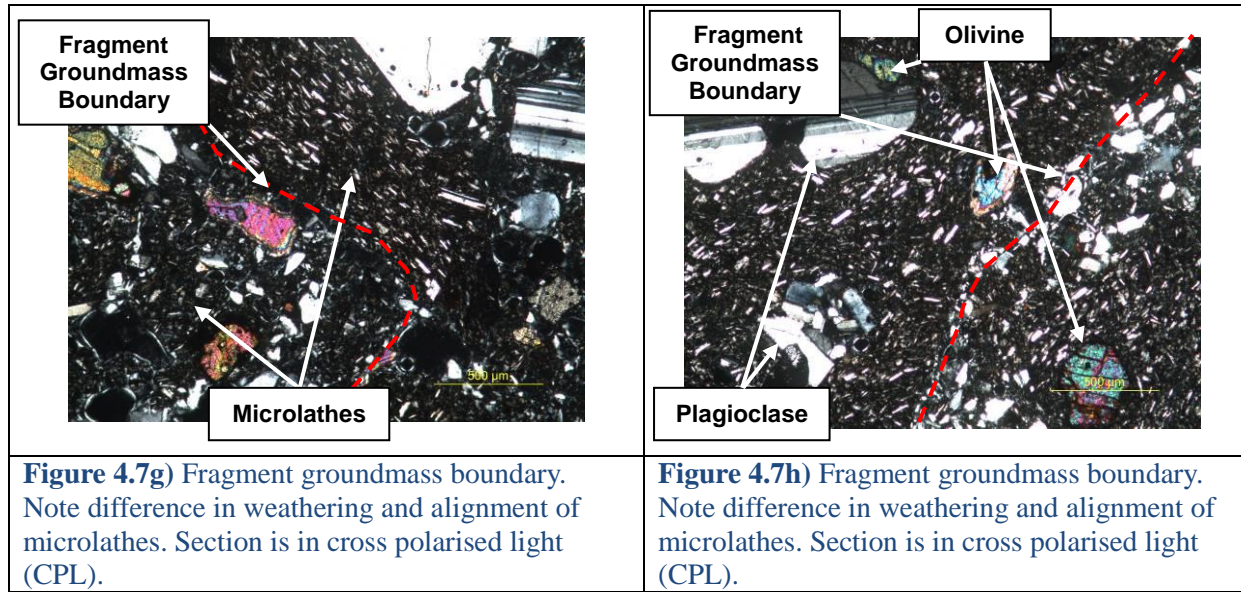 Fragment
Groundmass
Boundary
500 µm
Microlathes
Fragment
Groundmass
Boundary
Olivine
500 µm
Plagioclase
Figure 4.7g) Fragment groundmass boundary.
Note difference in weathering and alignment of
microlathes. Section is in cross polarised light
(CPL).
Figure 4.7h) Fragment groundmass boundary.
Note difference in weathering and alignment of
microlathes. Section is in cross polarised light
(CPL).